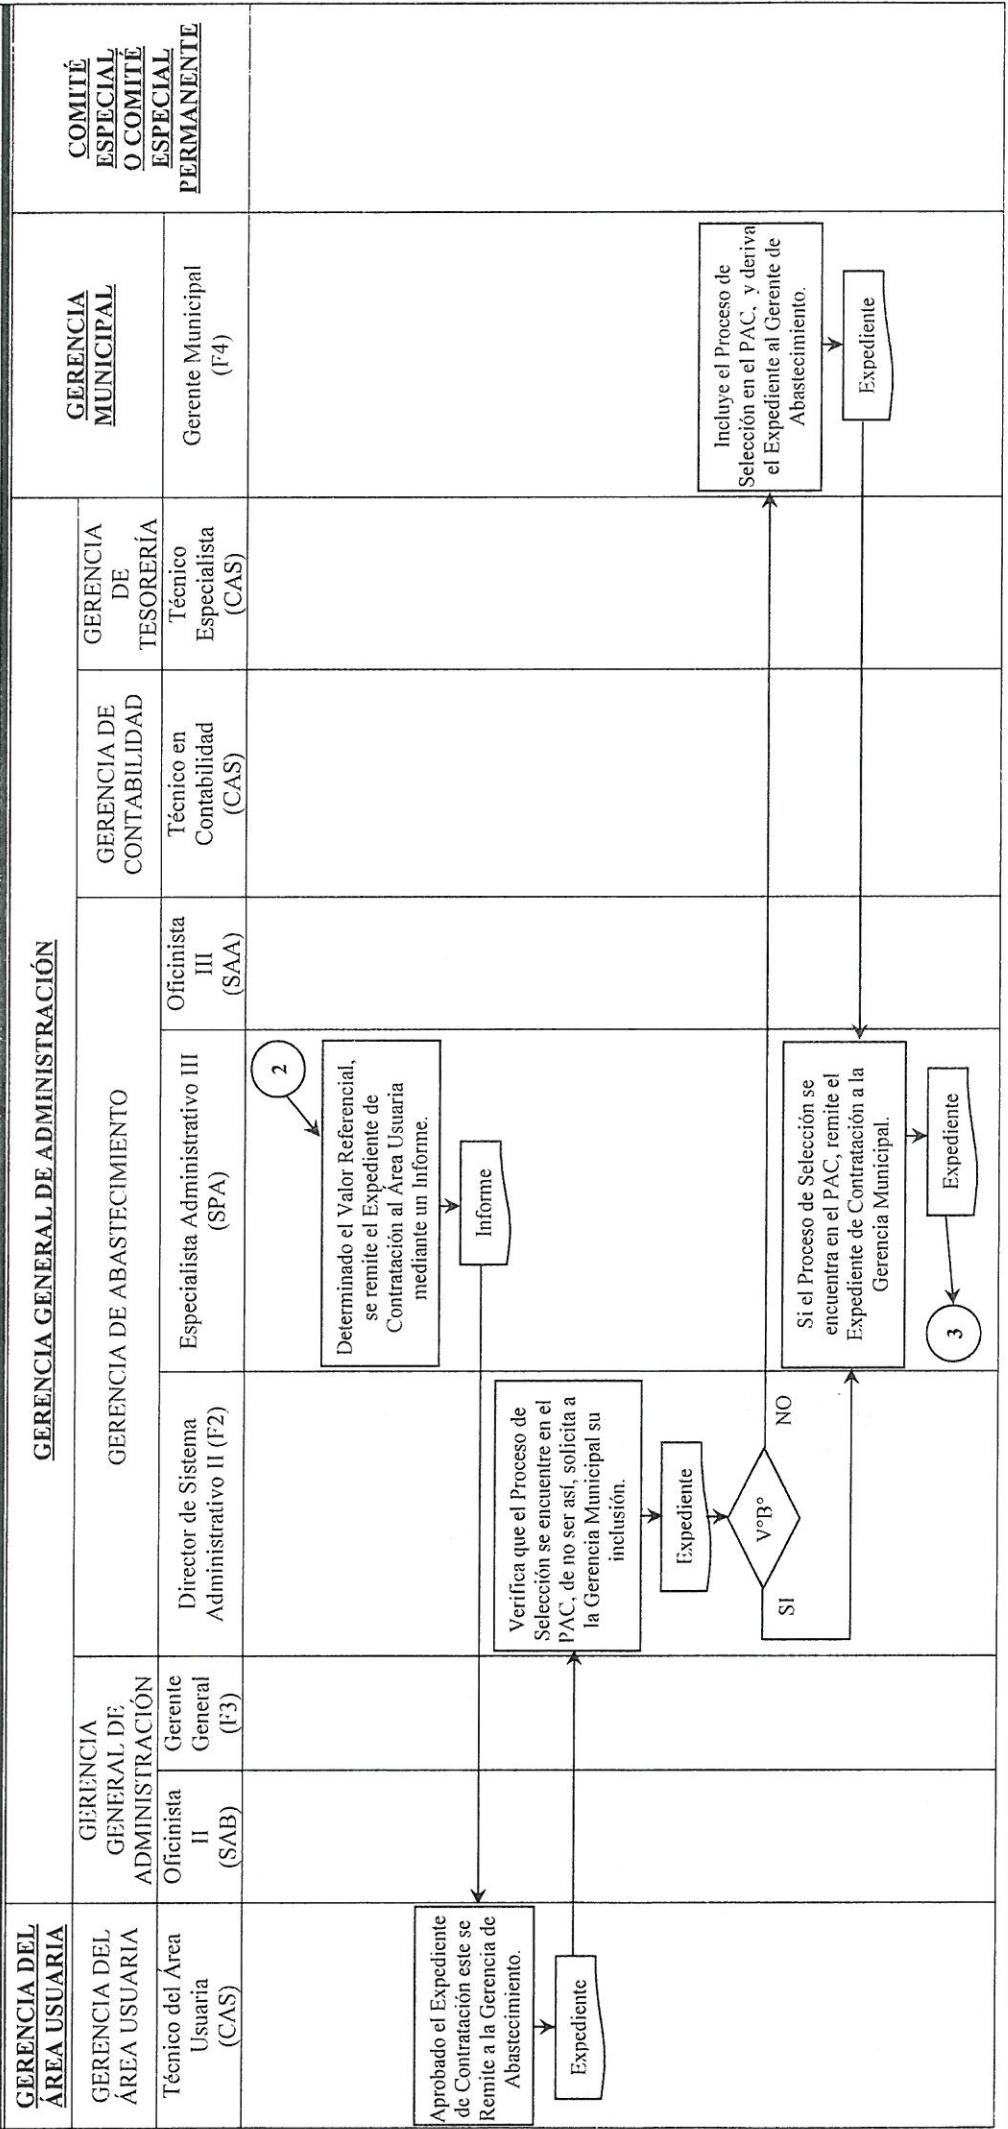 GERENCIA DEL
ÁREA USUARIA
GERENCIA GENERAL DE ADMINISTRACIÓN
GERENCIA
MUNICIPAL
COMITÉ
ESPECIAL
O COMITÉ
ESPECIAL
PERMANENTE
GERENCIA DEL
ÁREA USUARIA
GERENCIA
GENERAL DE
ADMINISTRACIÓN
GERENCIA DE ABASTECIMIENTO
GERENCIA DE
CONTABILIDAD
GERENCIA
DE
TESORERÍA
Técnico del Área
Usuaria
(CAS)
Oficinista
II
(SAB)
Gerente
General
(F3)
Director de Sistema
Administrativo II (F2)
Especialista Administrativo III
(SPA)
Oficinista
III
(SAA)
Técnico en
Contabilidad
(CAS)
Técnico
Especialista
(CAS)
Gerente Municipal
(F4)
2
Determinado el Valor Referencial,
se remite el Expediente de
Contratación al Área Usuaria
mediante un Informe.
Informe
Aprobado el Expediente
de Contratación este se
Remite a la Gerencia de
Abastecimiento.
Expediente
Verifica que el Proceso de
Selección se encuentre en el
PAC, de no ser así, solicita a
la Gerencia Municipal su
inclusión.
Expediente
V°B°
SI
NO
Incluye el Proceso de
Selección en el PAC, y deriva
el Expediente al Gerente de
Abastecimiento.
Expediente
Si el Proceso de Selección se
encuentra en el PAC, remite el
Expediente de Contratación a la
Gerencia Municipal.
Expediente
3